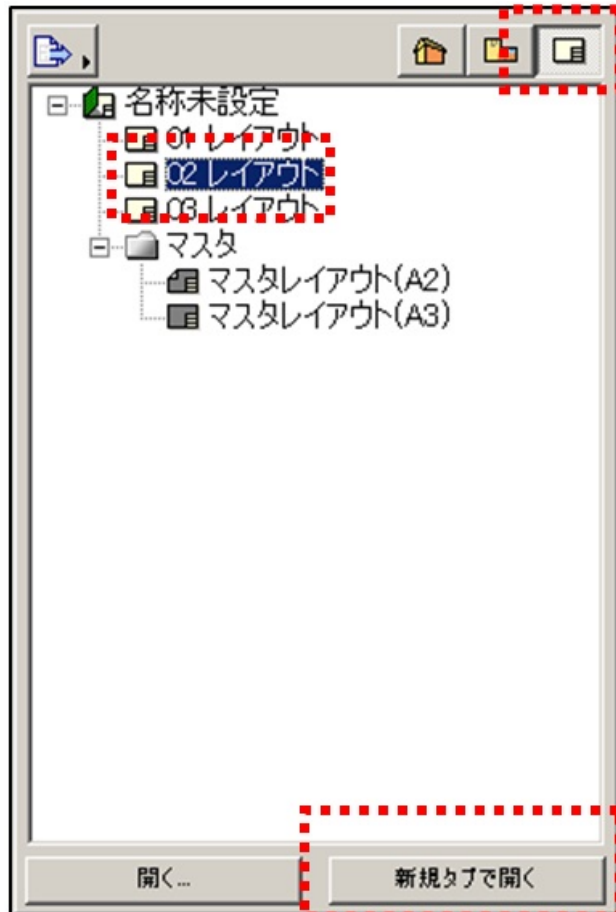 名称未設定
01 レイアウト
02 レイアウト
03 レイアウト
マスタ
マスタレイアウト(A2)
マスタレイアウト(A3)
開く...
新規タブで開く